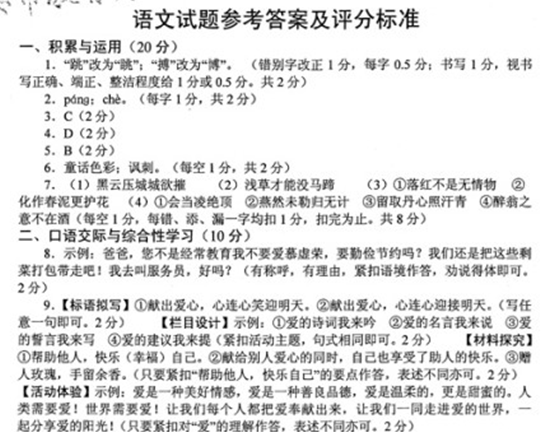 语文试题参考答案及评分标准
一、积累与运用（20 分）
1．“跳”改为“眺”；“搏”改为“博”。（错别字改正 1 分，每字 0.5 分；书写 1 分，视书
写正确、端正、整洁程度给 1 分或 0.5 分。共 2 分）
2．páng；chè。（每字 1 分，共 2 分）
3．C（2 分）
4．D（2 分）
5．B（2 分）
6．童话色彩；讽刺。（每空 1 分，共 2 分）
7．（1）黑云压城城欲摧 （2）浅草才能没马蹄 （3）①落红不是无情物 ②
化作春泥更护花 （4）①会当凌绝顶 ②燕然未勒归无计 ③留取丹心照汗青 ④醉翁之
意不在酒（每空 1 分，每错、添、漏一字均扣 1 分，扣完为止。共 8 分）
二、口语交际与综合性学习（10 分）
8．示例：爸爸，您不是经常教育我不要爱慕虚荣，要勤俭节约吗？我们还是把这些剩
菜打包带走吧！我去叫服务员，好吗？（有称呼，有理由，紧扣语境作答，劝说得体即可。
2 分）
9．【标语拟写】①献出爱心，心连心笑迎明天。②献出爱心，心连心迎接明天。（写任
意一句即可。2 分） 【栏目设计】示例：①爱的诗词我来吟 ②爱的名言我来说 ③爱
的誓言我来写 ④爱的建议我来提（紧扣活动主题，句式相同即可。2 分） 【材料探究】
①帮助他人，快乐（幸福）自己。②献给别人爱心的同时，自己也享受了助人的快乐。③赠
人玫瑰，手留余香。（只要紧扣“帮助他人，快乐自己”的要点作答，表述不同亦可。2 分）
【活动体验】示例：爱是一种美好情感，爱是一种善良品德，爱是温柔的，更是甜蜜的。人
类需要爱！世界需要爱！让我们每个人都把爱奉献出来，让我们一同走进爱的世界，一
起分享爱的阳光！（只要紧扣对“爱”的理解作答，表述不同亦可。2 分）